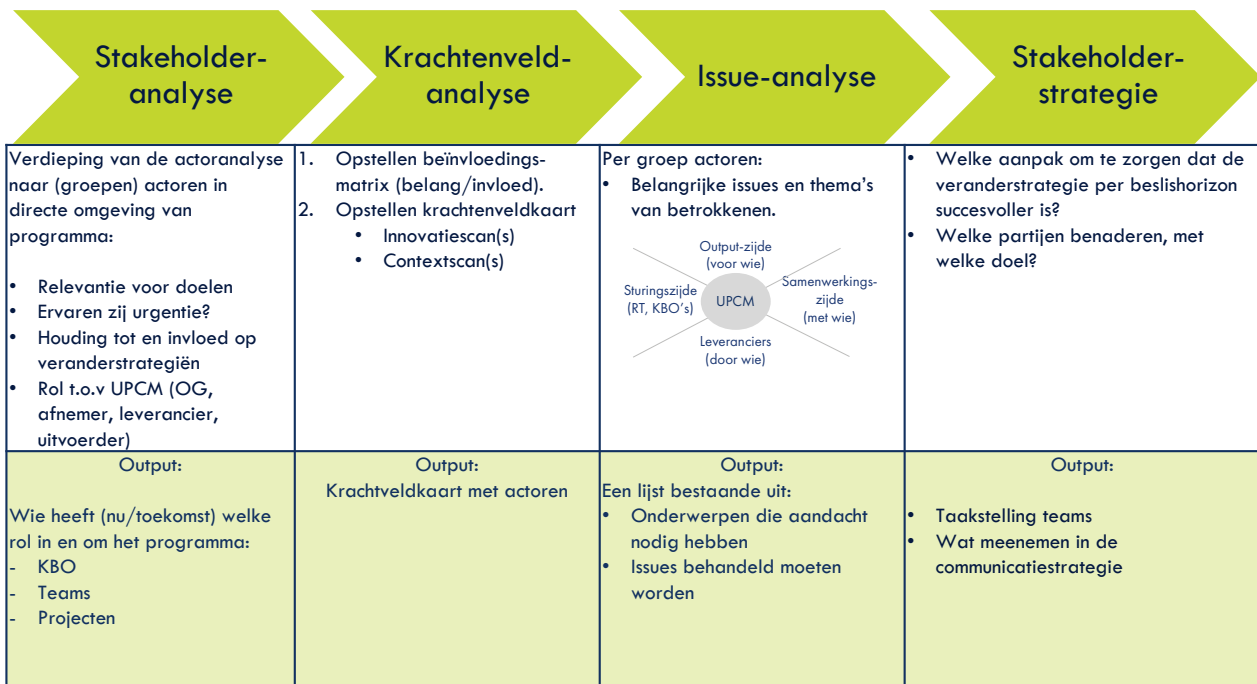 Stakeholder-
analyse
Krachtenveld-
analyse
Issue-analyse
Stakeholder-
strategie
Verdieping van de actoranalyse
naar (groepen) actoren in
directe omgeving van
programma:
• Relevantie voor doelen
• Ervaren zij urgentie?
• Houding tot en invloed op
veranderstrategiën
• Rol t.o.v UPCM (OG,
afnemer, leverancier,
uitvoerder)
1. Opstellen beïnvloedings-
matrix (belang/invloed).
2. Opstellen krachtenveldkaart
• Innovatiescan(s)
• Contextscan(s)
Per groep actoren:
• Belangrijke issues en thema's
van betrokkenen.
Output-zijde
(voor wie)
Sturingszijde
(RT, KBO's)
UPCM
Samenwerkings-
zijde
(met wie)
Leveranciers
(door wie)
• Welke aanpak om te zorgen dat de
veranderstrategie per beslishorizon
succesvoller is?
• Welke partijen benaderen, met
welke doel?
Output:
Wie heeft (nu/toekomst) welke
rol in en om het programma:
- KBO
- Teams
- Projecten
Output:
Krachtveldkaart met actoren
Output:
Een lijst bestaande uit:
• Onderwerpen die aandacht
nodig hebben
• Issues behandeld moeten
worden
Output:
• Taakstelling teams
• Wat meenemen in de
communicatiestrategie